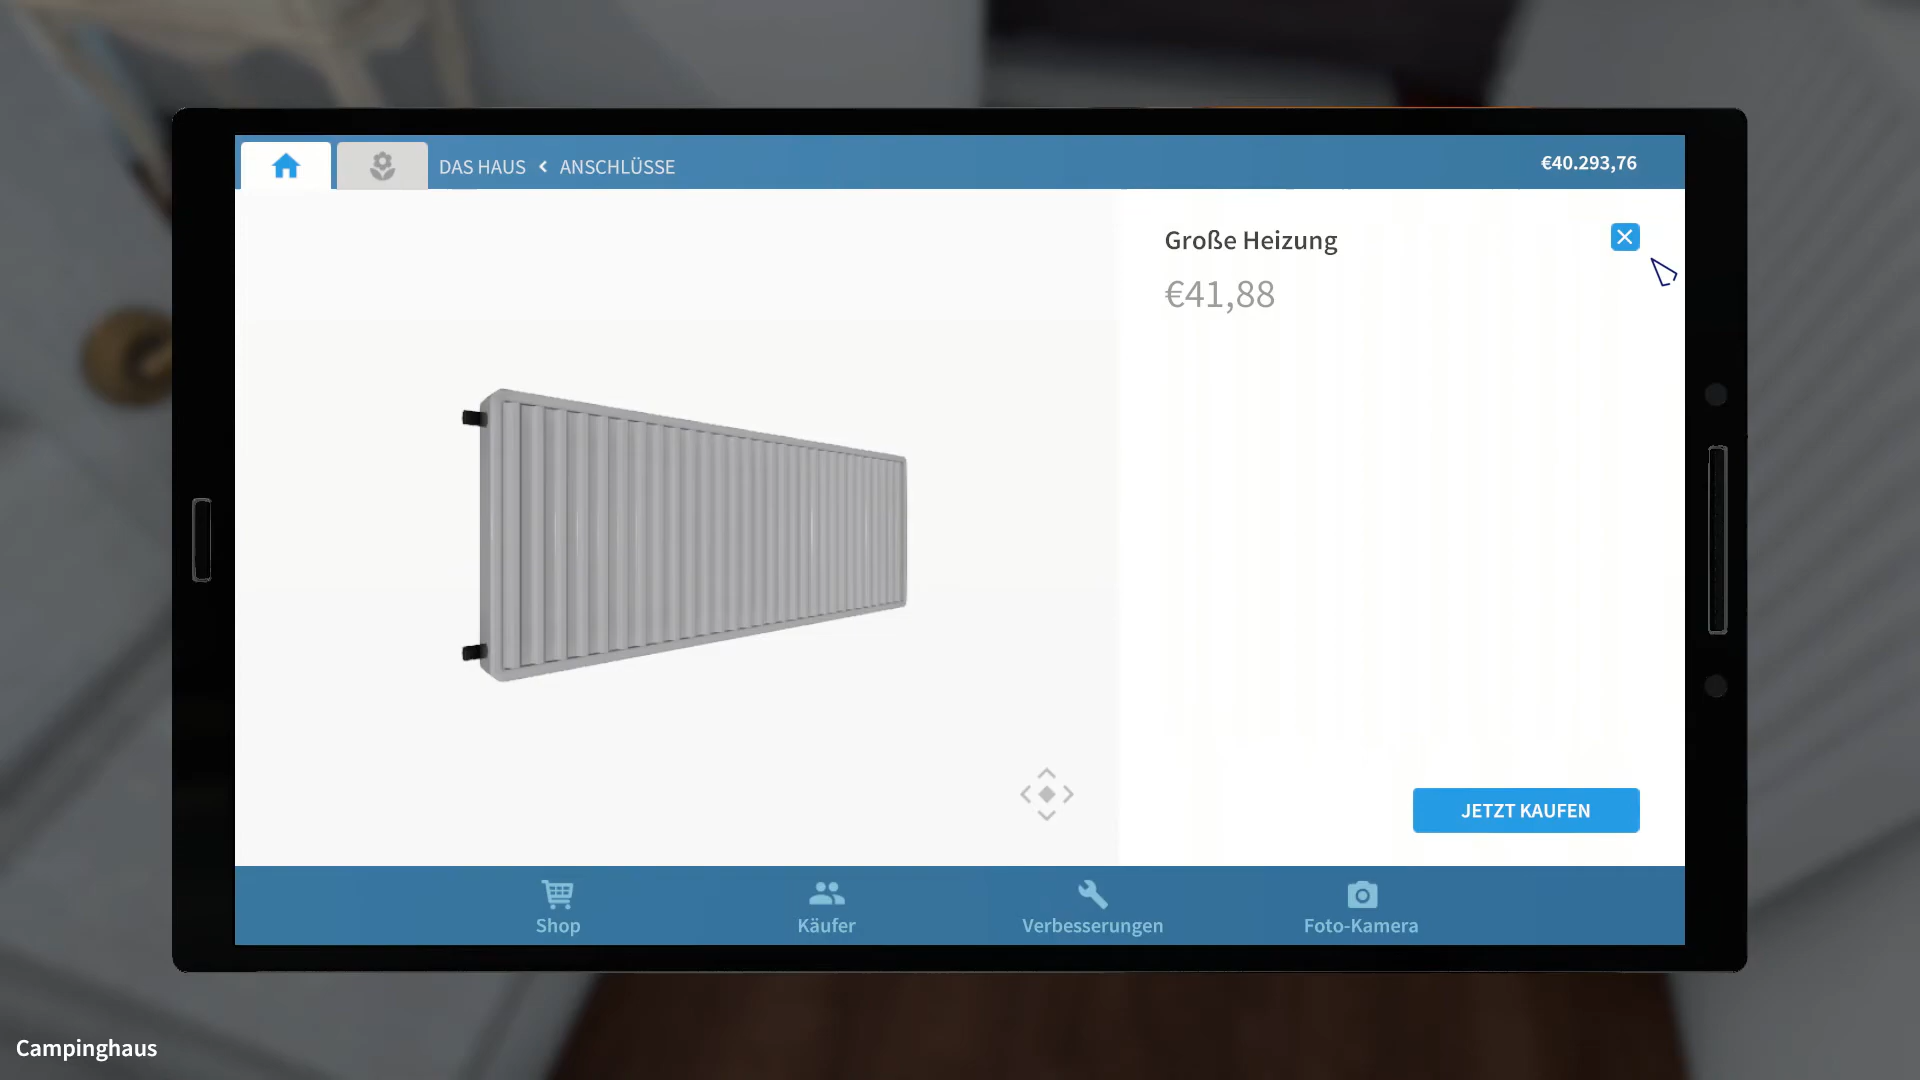 DAS HAUS < ANSCHLÜSSE
€40.293,76
Große Heizung
€41,88
JETZT KAUFEN
Shop
Käufer
Verbesserungen
Foto-Kamera
Campinghaus